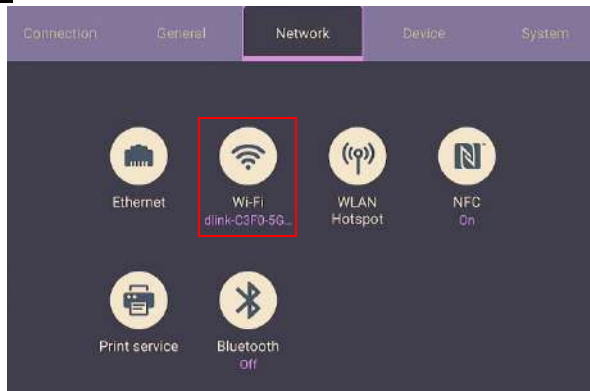 Connection General Network Device System
Ethernet Wi-Fi WLAN NFC
dlink-C3F0-5G... Hotspot On
Print service Bluetooth
Off